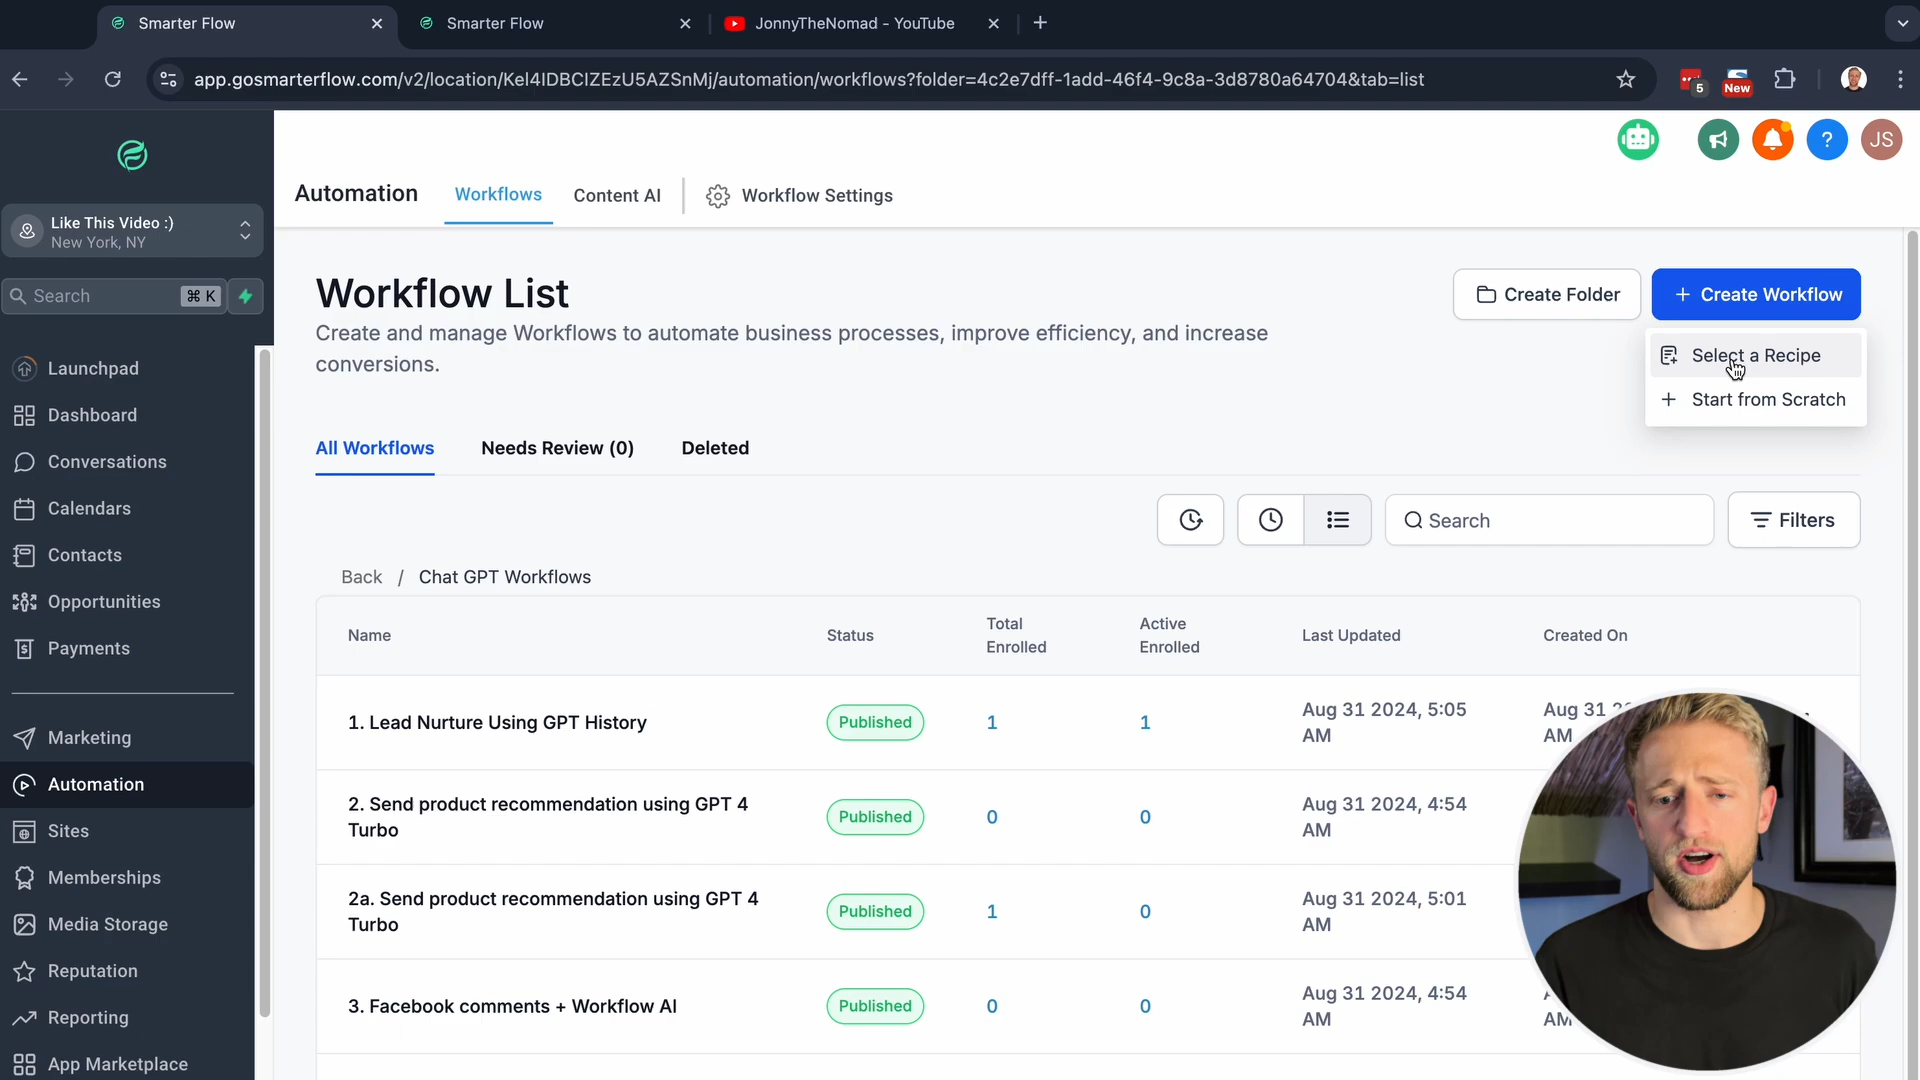 Smarter Flow
Smarter Flow
JonnyTheNomad - YouTube
app.gosmarterflow.com/v2/location/Kel4IDBCIZEzU5AZSnMj/automation/workflows?folder=4c2e7dff-1add-46f4-9c8a-3d8780a64704&tab=list
5
New
Like This Video :)
New York, NY
Search
⌘ K
Launchpad
Dashboard
Conversations
Calendars
Contacts
Opportunities
Payments
Marketing
Automation
Sites
Memberships
Media Storage
Reputation
Reporting
App Marketplace
?
JS
Automation
Workflows
Content AI
Workflow Settings
Workflow List
Create and manage Workflows to automate business processes, improve efficiency, and increase
conversions.
Create Folder
+ Create Workflow
Select a Recipe
+ Start from Scratch
All Workflows
Needs Review (0)
Deleted
Search
Filters
Back / Chat GPT Workflows
Name
Status
Total
Enrolled
Active
Enrolled
Last Updated
Created On
1. Lead Nurture Using GPT History
Published
1
1
Aug 31 2024, 5:05
AM
Aug 31
AM
2. Send product recommendation using GPT 4
Turbo
Published
0
0
Aug 31 2024, 4:54
AM
2a. Send product recommendation using GPT 4
Turbo
Published
1
0
Aug 31 2024, 5:01
AM
3. Facebook comments + Workflow AI
Published
0
0
Aug 31 2024, 4:54
AM
AM